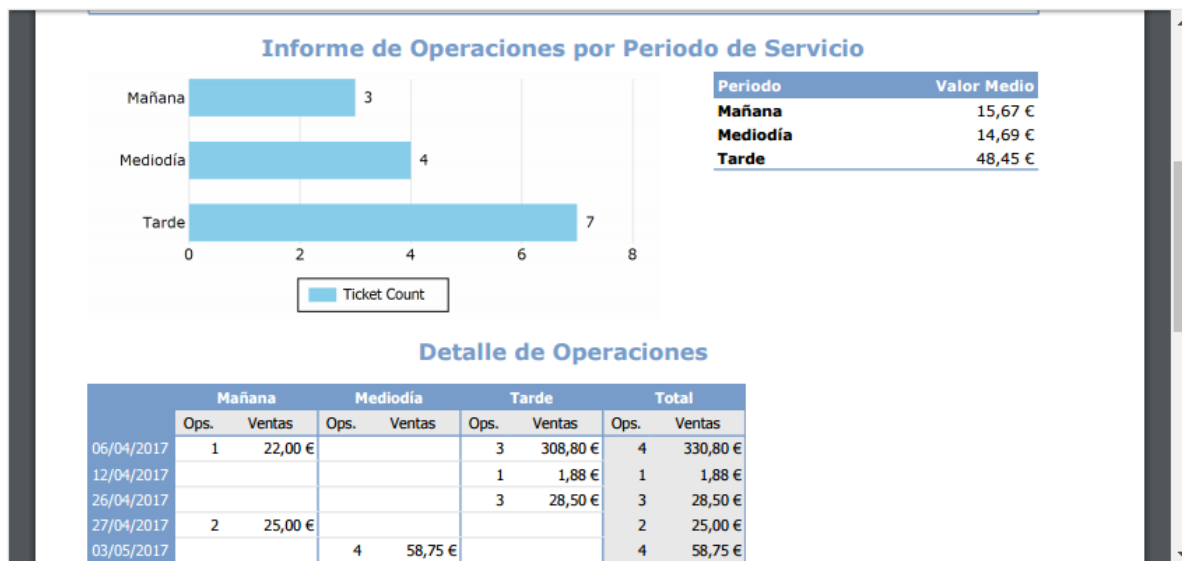 Informe de Operaciones por Periodo de Servicio
Mañana 3
Mediodía 4
Tarde 7
0 2 4 6 8
Ticket Count
Periodo Valor Medio
Mañana 15,67 €
Mediodía 14,69 €
Tarde 48,45 €
Detalle de Operaciones
Mañana Mediodía Tarde Total
Ops. Ventas Ops. Ventas Ops. Ventas Ops. Ventas
06/04/2017 1 22,00 € 3 308,80 € 4 330,80 €
12/04/2017 1 1,88 € 1 1,88 €
26/04/2017 3 28,50 € 3 28,50 €
27/04/2017 2 25,00 € 2 25,00 €
03/05/2017 4 58,75 € 4 58,75 €